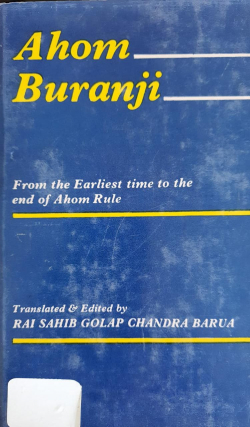 Ahom
Buranji
From the Earliest time to the
end of Ahom Rule
Translated & Edited by
RAI SAHIB GOLAP CHANDRA BARUA